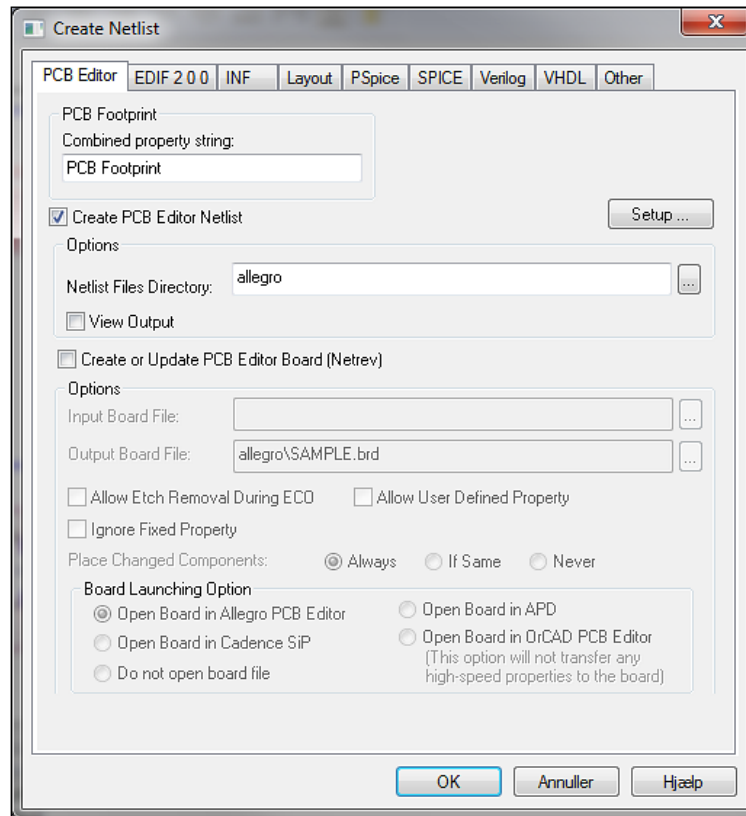 Create Netlist
PCB Editor EDIF 2 0 0 INF Layout PSpice SPICE Verilog VHDL Other
PCB Footprint
Combined property string:
PCB Footprint
Create PCB Editor Netlist
Setup ...
Options
Netlist Files Directory: allegro ...
View Output
Create or Update PCB Editor Board (Netrev)
Options
Input Board File: ...
Output Board File: allegro\SAMPLE.brd ...
Allow Etch Removal During ECO Allow User Defined Property
Ignore Fixed Property
Place Changed Components: Always If Same Never
Board Launching Option
Open Board in Allegro PCB Editor Open Board in APD
Open Board in Cadence SiP Open Board in OrCAD PCB Editor
(This option will not transfer any
Do not open board file high-speed properties to the board)
OK Annuller Hjælp